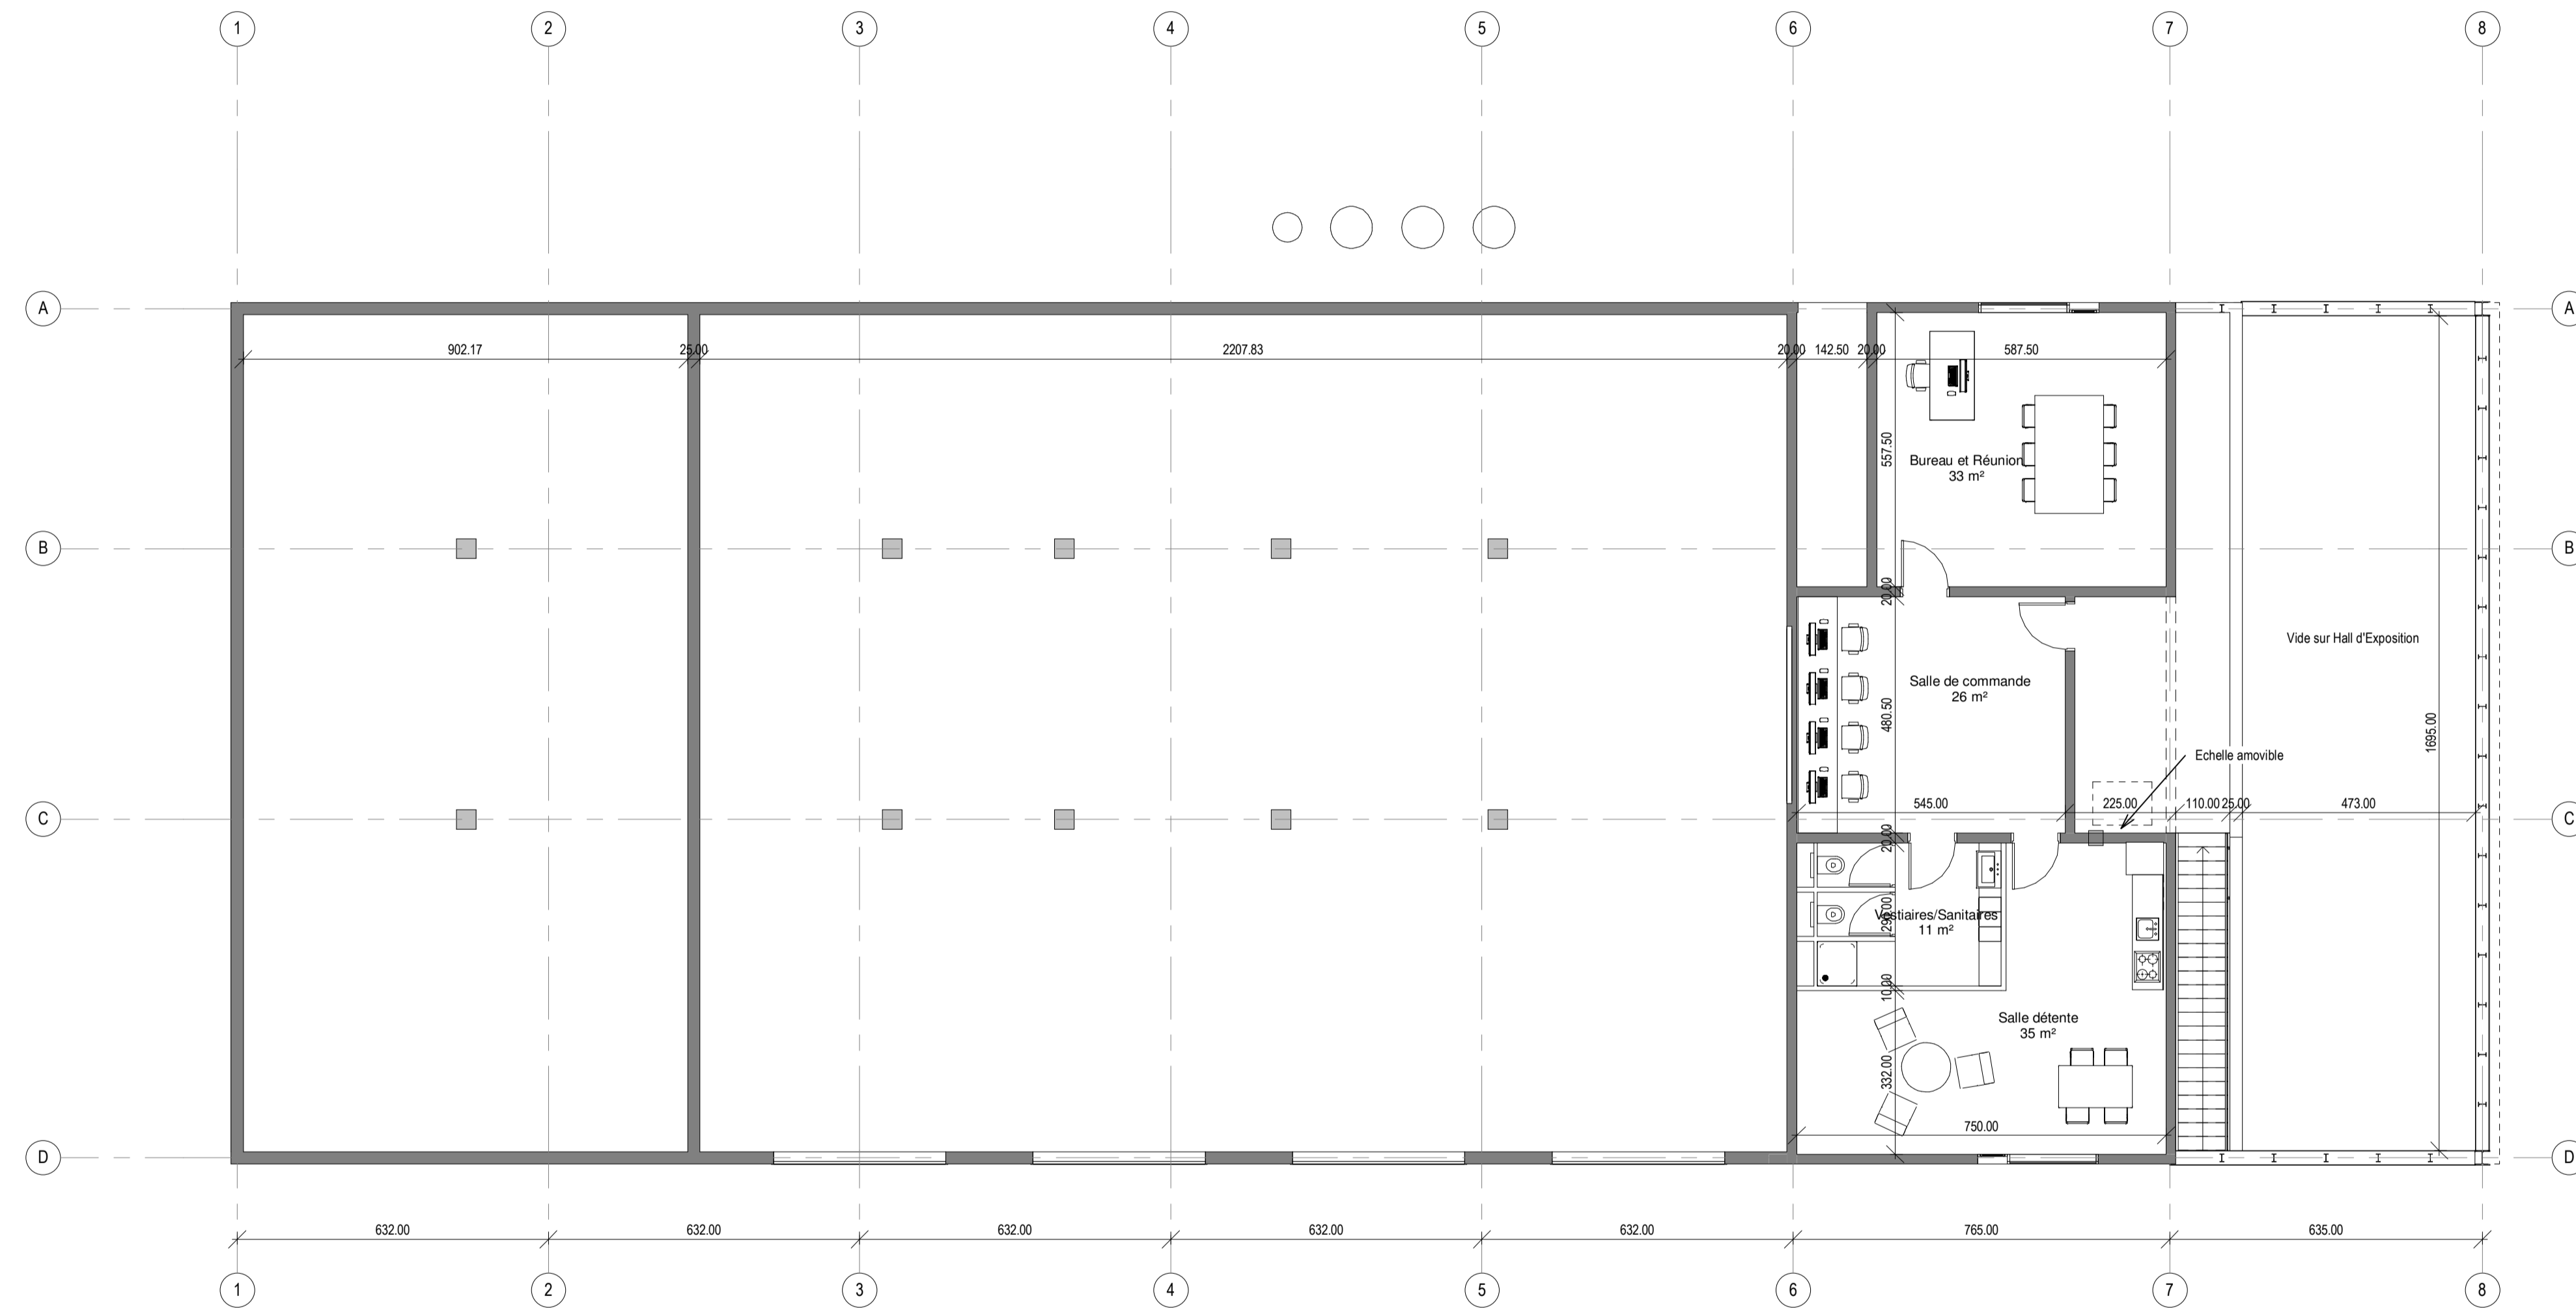 1 2 3 4 5 6 7 8
A A
902.17 25.00 2207.83 20.00 142.50 20.00 587.50
557.50
Bureau et Réunion
33 m²
B B
20.00
Vide sur Hall d'Exposition
Salle de commande
26 m²
480.50
1695.00
Echelle amovible
545.00 225.00 110.00 25.00 473.00
C C
20.00
Vestiaires/Sanitaires
11 m²
290.00
10.00
Salle détente
35 m²
332.00
750.00
D D
632.00 632.00 632.00 632.00 632.00 765.00 635.00
1 2 3 4 5 6 7 8